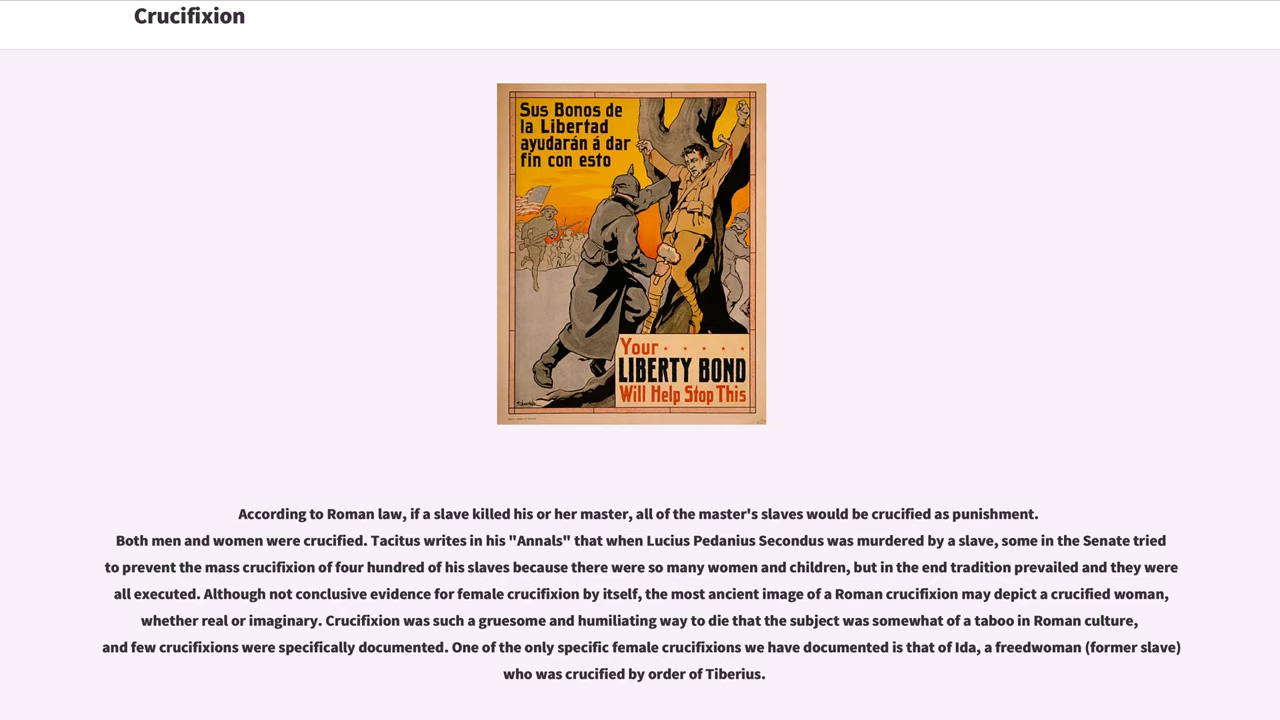 Crucifixion
Sus Bonos de
la Libertad
ayudarán á dar
fin con esto
Your
LIBERTY BOND
Will Help Stop This
According to Roman law, if a slave killed his or her master, all of the master's slaves would be crucified as punishment.
Both men and women were crucified. Tacitus writes in his "Annals" that when Lucius Pedanius Secondus was murdered by a slave, some in the Senate tried
to prevent the mass crucifixion of four hundred of his slaves because there were so many women and children, but in the end tradition prevailed and they were
all executed. Although not conclusive evidence for female crucifixion by itself, the most ancient image of a Roman crucifixion may depict a crucified woman,
whether real or imaginary. Crucifixion was such a gruesome and humiliating way to die that the subject was somewhat of a taboo in Roman culture,
and few crucifixions were specifically documented. One of the only specific female crucifixions we have documented is that of Ida, a freedwoman (former slave)
who was crucified by order of Tiberius.